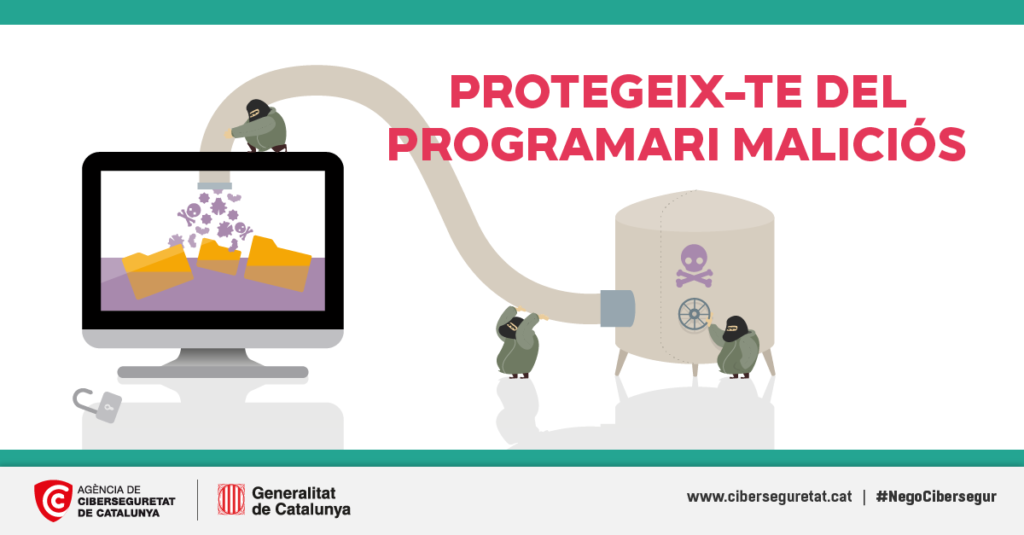 PROTEGEIX-TE DEL
PROGRAMARI MALICIÓS
AGÈNCIA DE
CIBERSEGURETAT
DE CATALUNYA
Generalitat
de Catalunya
www.ciberseguretat.cat | #NegoCibersegur